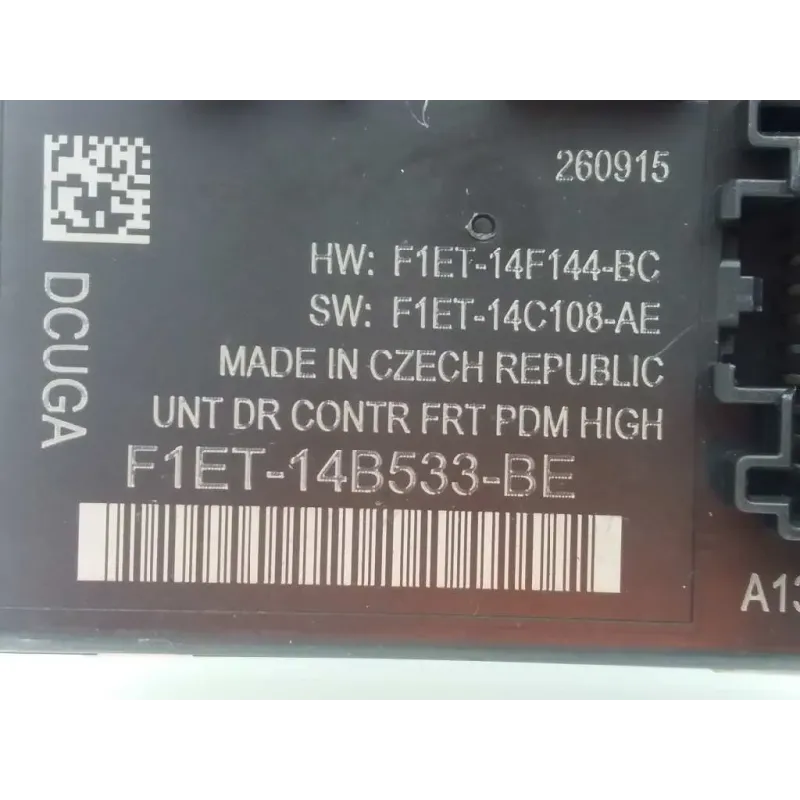 260915
HW: F1ET-14F144-BC
SW: F1ET-14C108-AE
MADE IN CZECH REPUBLIC
UNT DR CONTR FRT PDM HIGH
F1ET-14B533-BE
DCUGA